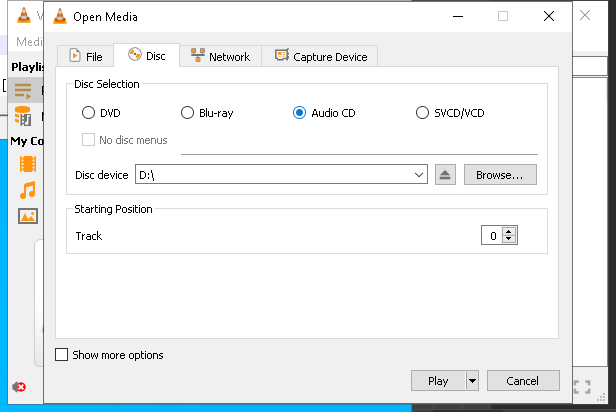 V
Open Media
Medi
File
Disc
Network
Capture Device
Playlis
Disc Selection
DVD
Blu-ray
Audio CD
SVCD/VCD
No disc menus
My Co
Disc device
D:\
Browse...
Starting Position
Track
0
Show more options
Play
Cancel